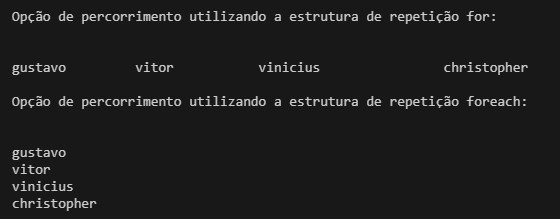 Opção de percorrimento utilizando a estrutura de repetição for:
gustavo vitor vinicius christopher
Opção de percorrimento utilizando a estrutura de repetição foreach:
gustavo
vitor
vinicius
christopher